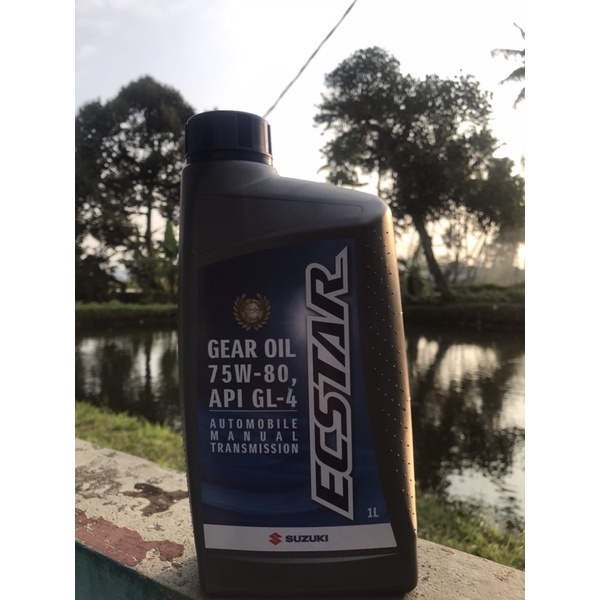 GEAR OIL
75W-80,
API GL-4
AUTOMOBILE
MANUAL
TRANSMISSION
ECSTAR
1L
SUZUKI